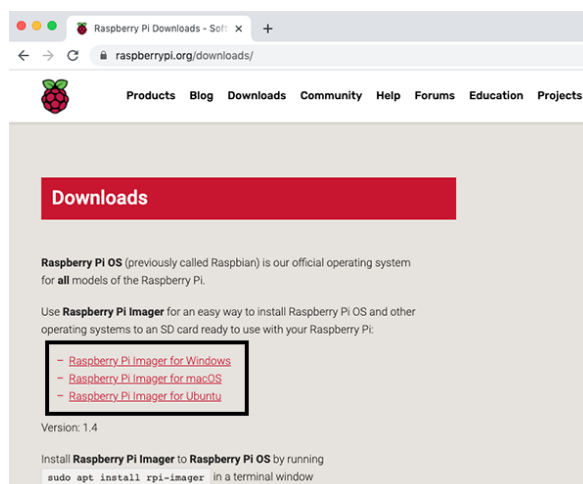 Raspberry Pi Downloads - Sof
raspberrypi.org/downloads/
Products Blog Downloads Community Help Forums Education Projects
Downloads
Raspberry Pi OS (previously called Raspbian) is our official operating system
for all models of the Raspberry Pi.
Use Raspberry Pi Imager for an easy way to install Raspberry Pi OS and other
operating systems to an SD card ready to use with your Raspberry Pi:
– Raspberry Pi Imager for Windows
– Raspberry Pi Imager for macOS
– Raspberry Pi Imager for Ubuntu
Version: 1.4
Install Raspberry Pi Imager to Raspberry Pi OS by running
sudo apt install rpi-imager in a terminal window